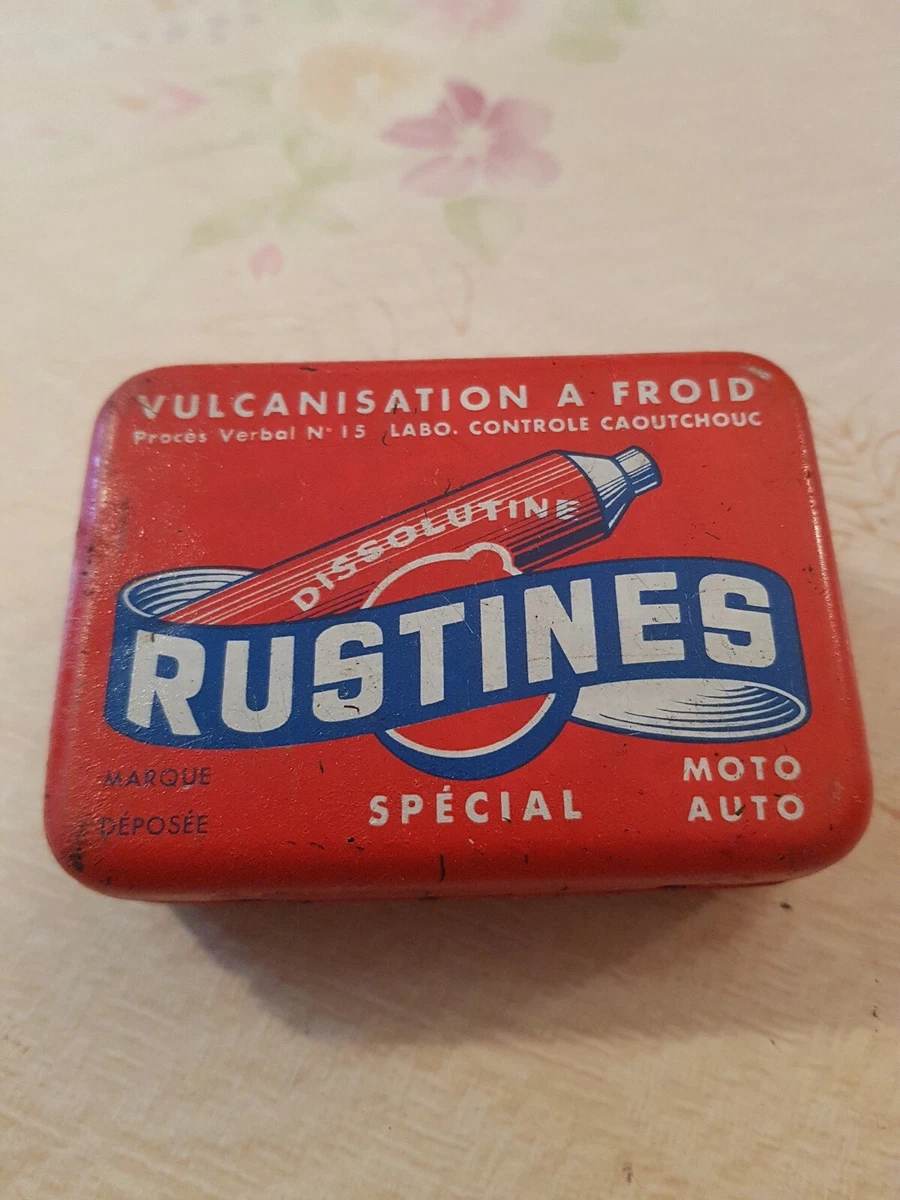 VULCANISATION A FROID
Procès Verbal N° 15 LABO. CONTROLE CAOUTCHOUC
DISSOLUTINE
RUSTINES
MARQUE
DÉPOSÉE
SPÉCIAL
MOTO
AUTO